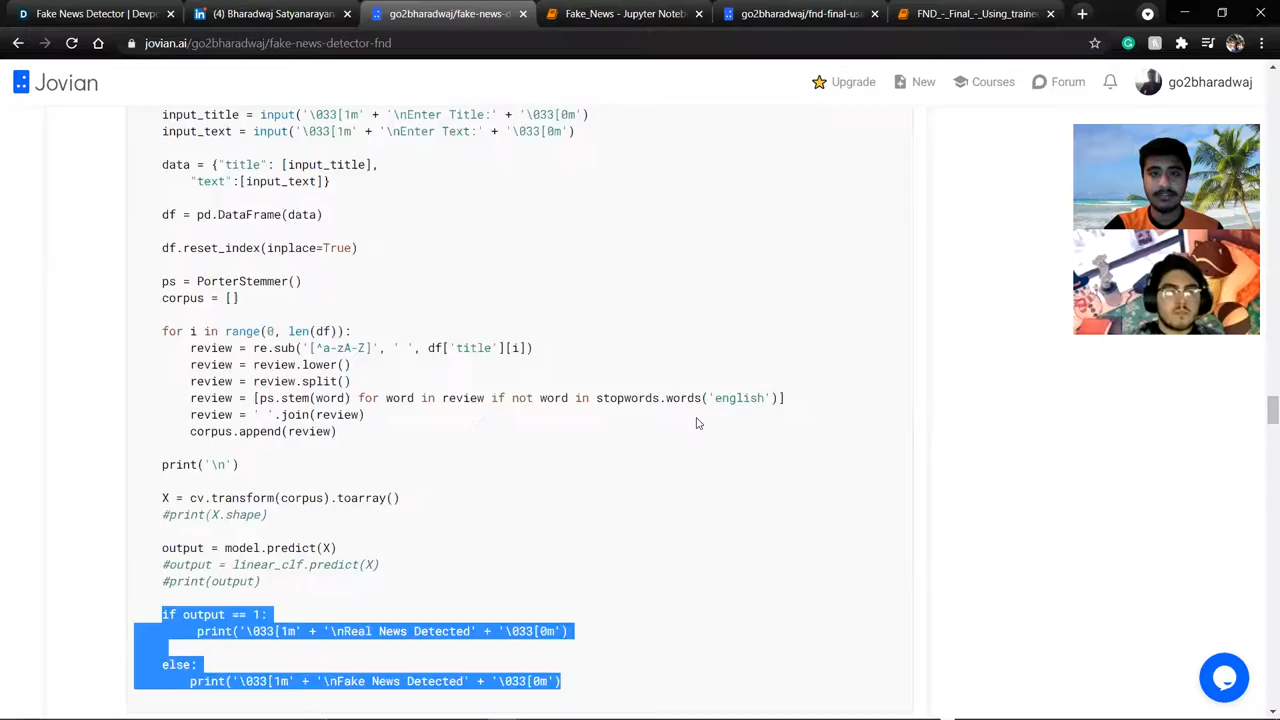 Fake News Detector | Devp
(4) Bharadwaj Satyanarayan
go2bharadwaj/fake-news-d
Fake_News - Jupyter Noteb
go2bharadwaj/fnd-final-us
FND_-_Final_-_Using_traine
jovian.ai/go2bharadwaj/fake-news-detector-fnd
Jovian
Upgrade
New
Courses
Forum
go2bharadwaj
input_title = input('\033[1m' + '\nEnter Title:' + '\033[0m')
input_text = input('\033[1m' + '\nEnter Text:' + '\033[0m')
data = {"title": [input_title],
"text":[input_text]}
df = pd.DataFrame(data)
df.reset_index(inplace=True)
ps = PorterStemmer()
corpus = []
for i in range(0, len(df)):
review = re.sub('[^a-zA-Z]', ' ', df['title'][i])
review = review.lower()
review = review.split()
review = [ps.stem(word) for word in review if not word in stopwords.words('english')]
review = ' '.join(review)
corpus.append(review)
print('\n')
X = cv.transform(corpus).toarray()
#print(X.shape)
output = model.predict(X)
#output = linear_clf.predict(X)
#print(output)
if output == 1:
print('\033[1m' + '\nReal News Detected' + '\033[0m')
else:
print('\033[1m' + '\nFake News Detected' + '\033[0m')